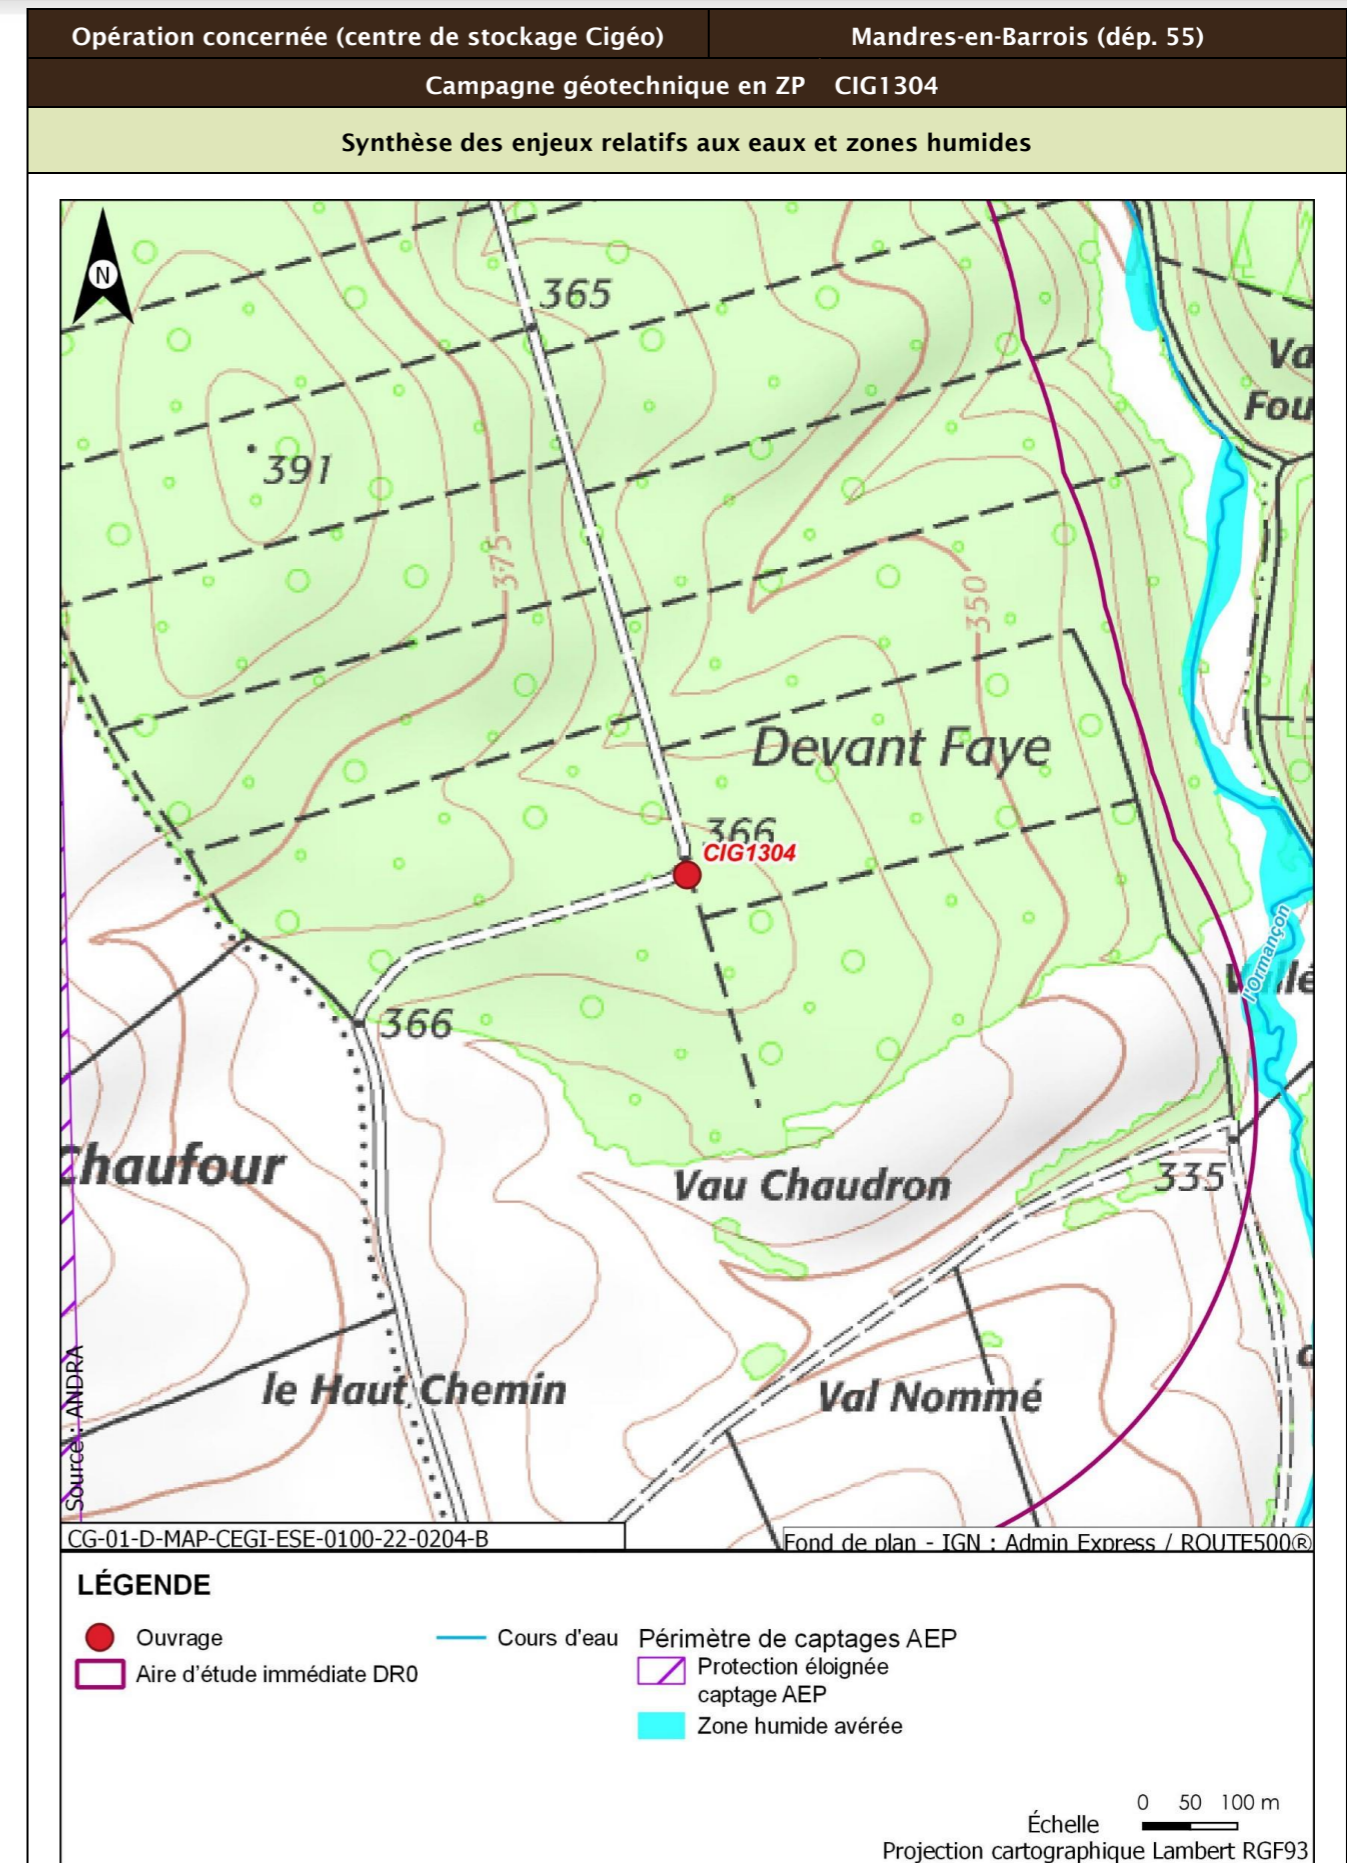 Opération concernée (centre de stockage Cigéo) Mandres-en-Barrois (dép. 55)
Campagne géotechnique en ZP CIG1304
Synthèse des enjeux relatifs aux eaux et zones humides
N
365
Va
Fou
391
375
350
Devant Faye
366
CIG1304
l'Ormançon
366
Chaufour
Vau Chaudron
335
le Haut Chemin
Val Nommé
Source : ANDRA
CG-01-D-MAP-CEGI-ESE-0100-22-0204-B
Fond de plan - IGN : Admin Express / ROUTE500®
LÉGENDE
Ouvrage
Cours d'eau
Périmètre de captages AEP
Aire d'étude immédiate DR0
Protection éloignée
captage AEP
Zone humide avérée
0 50 100 m
Échelle
Projection cartographique Lambert RGF93